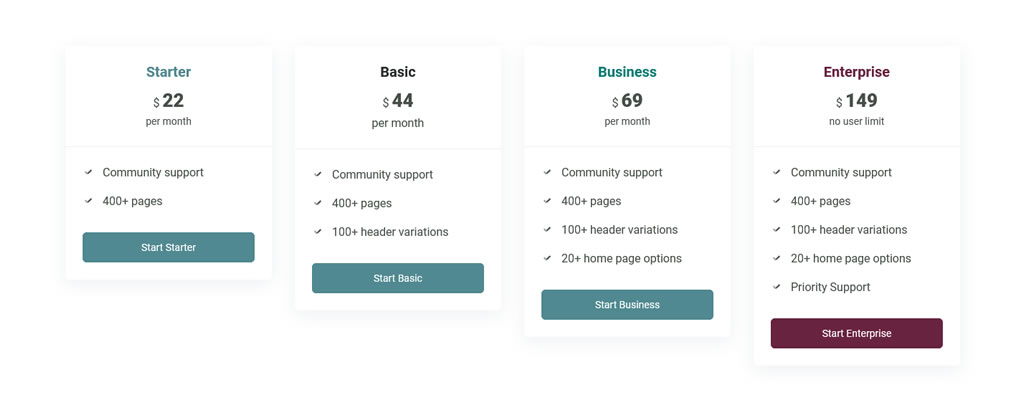 Starter
$ 22
per month
Community support
400+ pages
Start Starter
Basic
$ 44
per month
Community support
400+ pages
100+ header variations
Start Basic
Business
$ 69
per month
Community support
400+ pages
100+ header variations
20+ home page options
Start Business
Enterprise
$ 149
no user limit
Community support
400+ pages
100+ header variations
20+ home page options
Priority Support
Start Enterprise